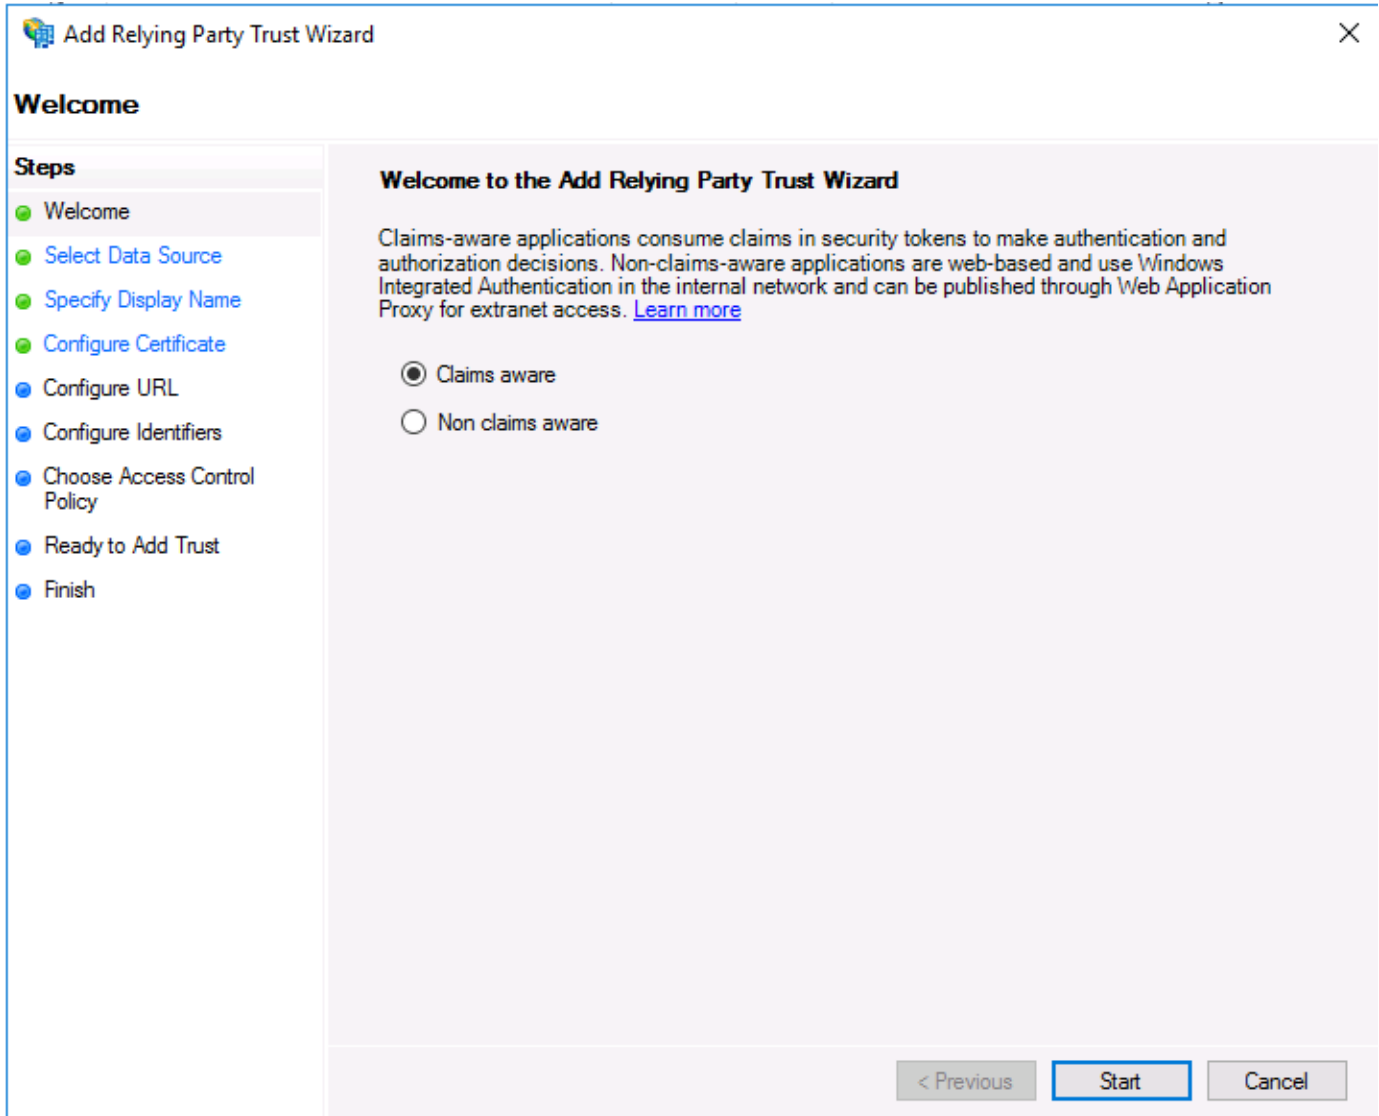 Add Relying Party Trust Wizard
Welcome
Steps
Welcome
Select Data Source
Specify Display Name
Configure Certificate
Configure URL
Configure Identifiers
Choose Access Control
Policy
Ready to Add Trust
Finish
Welcome to the Add Relying Party Trust Wizard
Claims-aware applications consume claims in security tokens to make authentication and
authorization decisions. Non-claims-aware applications are web-based and use Windows
Integrated Authentication in the internal network and can be published through Web Application
Proxy for extranet access. Learn more
Claims aware
Non claims aware
< Previous
Start
Cancel